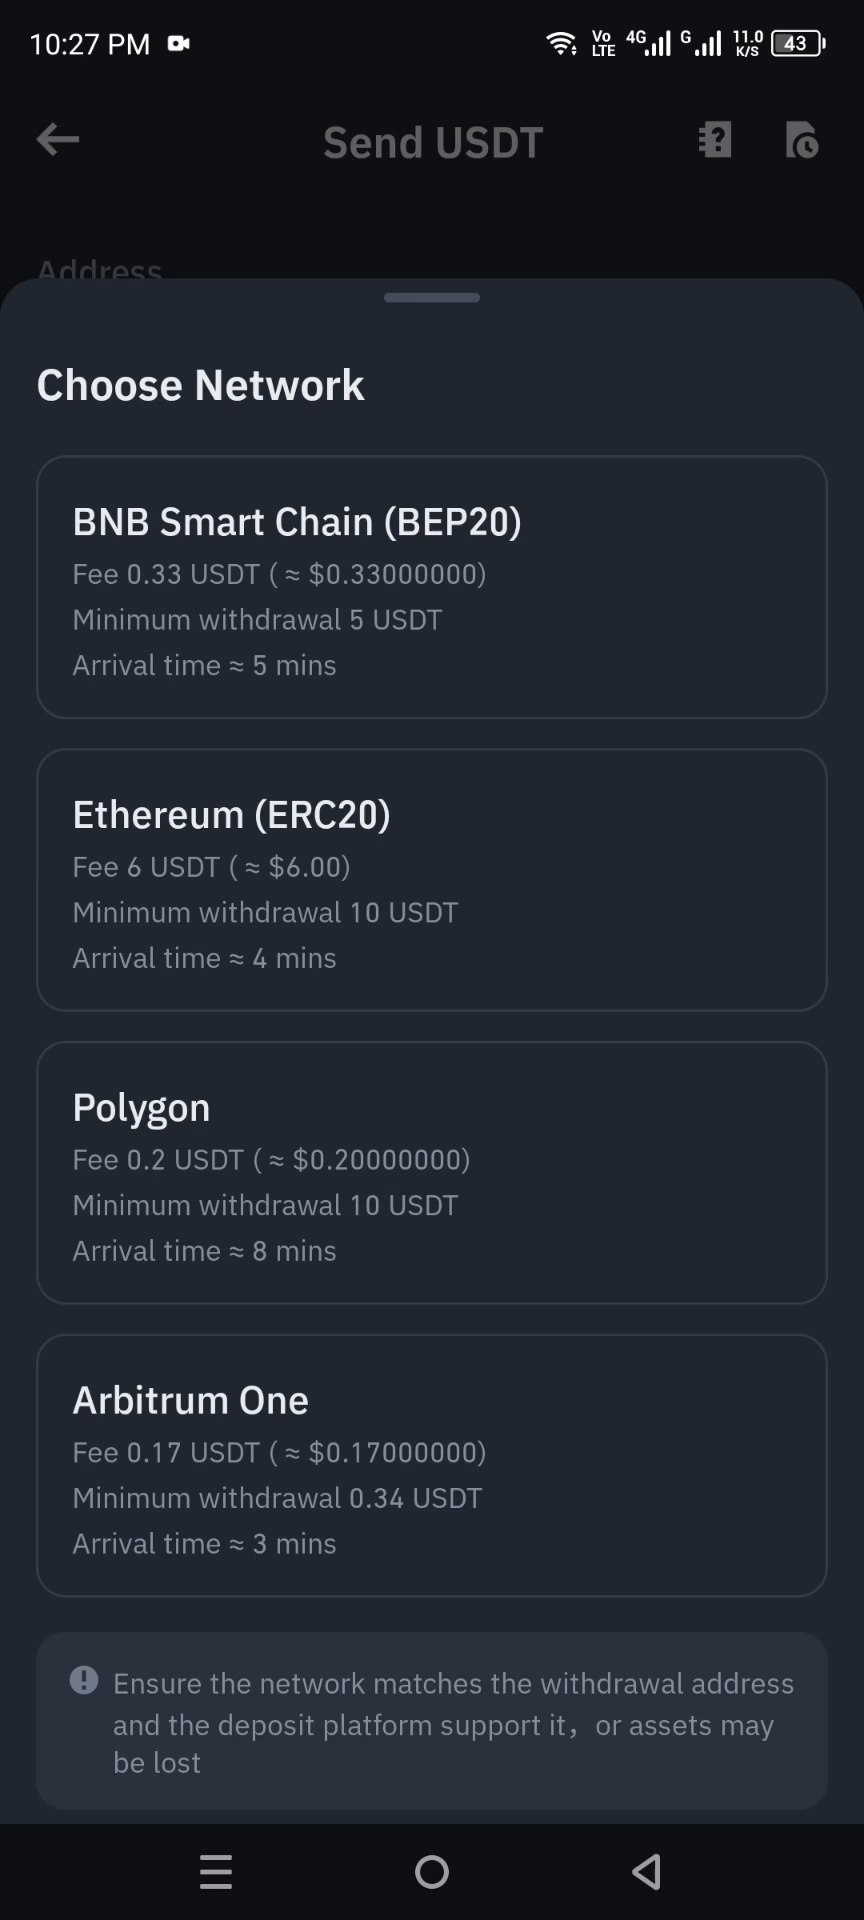 10:27 PM
Vo LTE 4G G 11.0 K/S 43
Send USDT
Address
Choose Network
BNB Smart Chain (BEP20)
Fee 0.33 USDT ( ≈ $0.33000000)
Minimum withdrawal 5 USDT
Arrival time ≈ 5 mins
Ethereum (ERC20)
Fee 6 USDT ( ≈ $6.00)
Minimum withdrawal 10 USDT
Arrival time ≈ 4 mins
Polygon
Fee 0.2 USDT ( ≈ $0.20000000)
Minimum withdrawal 10 USDT
Arrival time ≈ 8 mins
Arbitrum One
Fee 0.17 USDT ( ≈ $0.17000000)
Minimum withdrawal 0.34 USDT
Arrival time ≈ 3 mins
Ensure the network matches the withdrawal address
and the deposit platform support it，or assets may
be lost